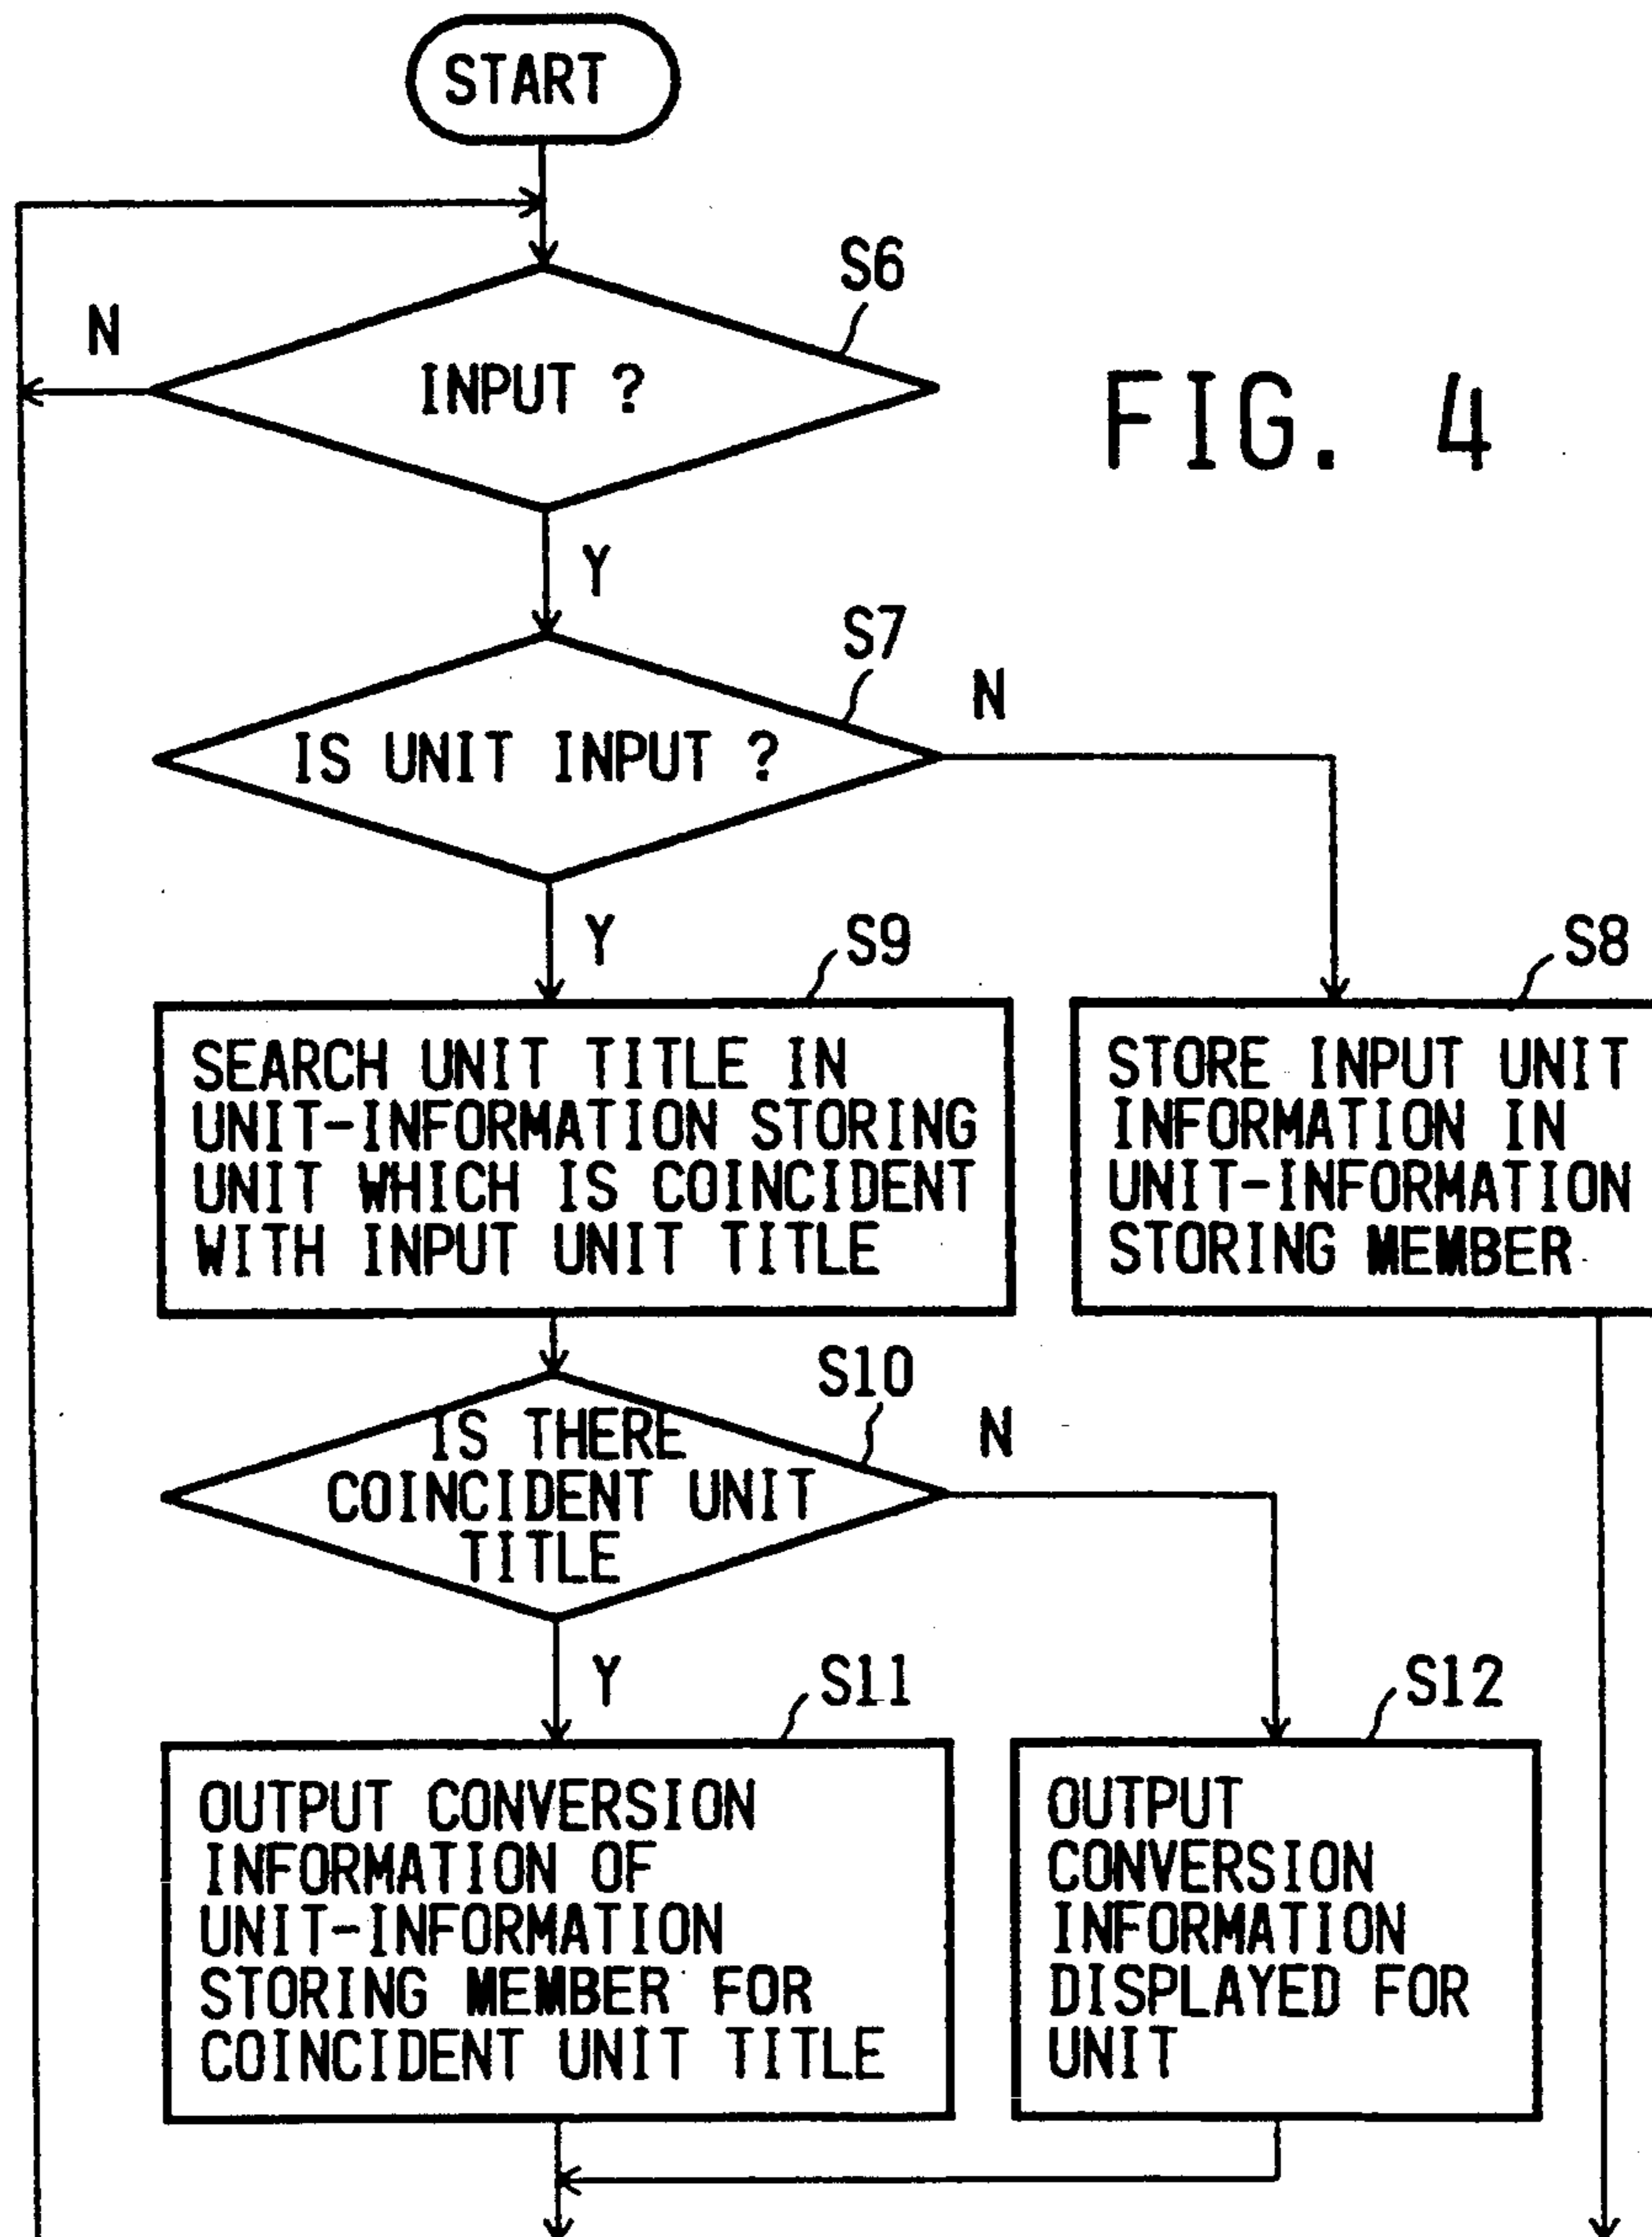 START
S6
N
INPUT ?
FIG. 4
Y
S7
N
IS UNIT INPUT ?
Y
S9
S8
SEARCH UNIT TITLE IN
UNIT-INFORMATION STORING
UNIT WHICH IS COINCIDENT
WITH INPUT UNIT TITLE
STORE INPUT UNIT
INFORMATION IN
UNIT-INFORMATION
STORING MEMBER
S10
N
IS THERE
COINCIDENT UNIT
TITLE
Y
S11
S12
OUTPUT CONVERSION
INFORMATION OF
UNIT-INFORMATION
STORING MEMBER FOR
COINCIDENT UNIT TITLE
OUTPUT
CONVERSION
INFORMATION
DISPLAYED FOR
UNIT